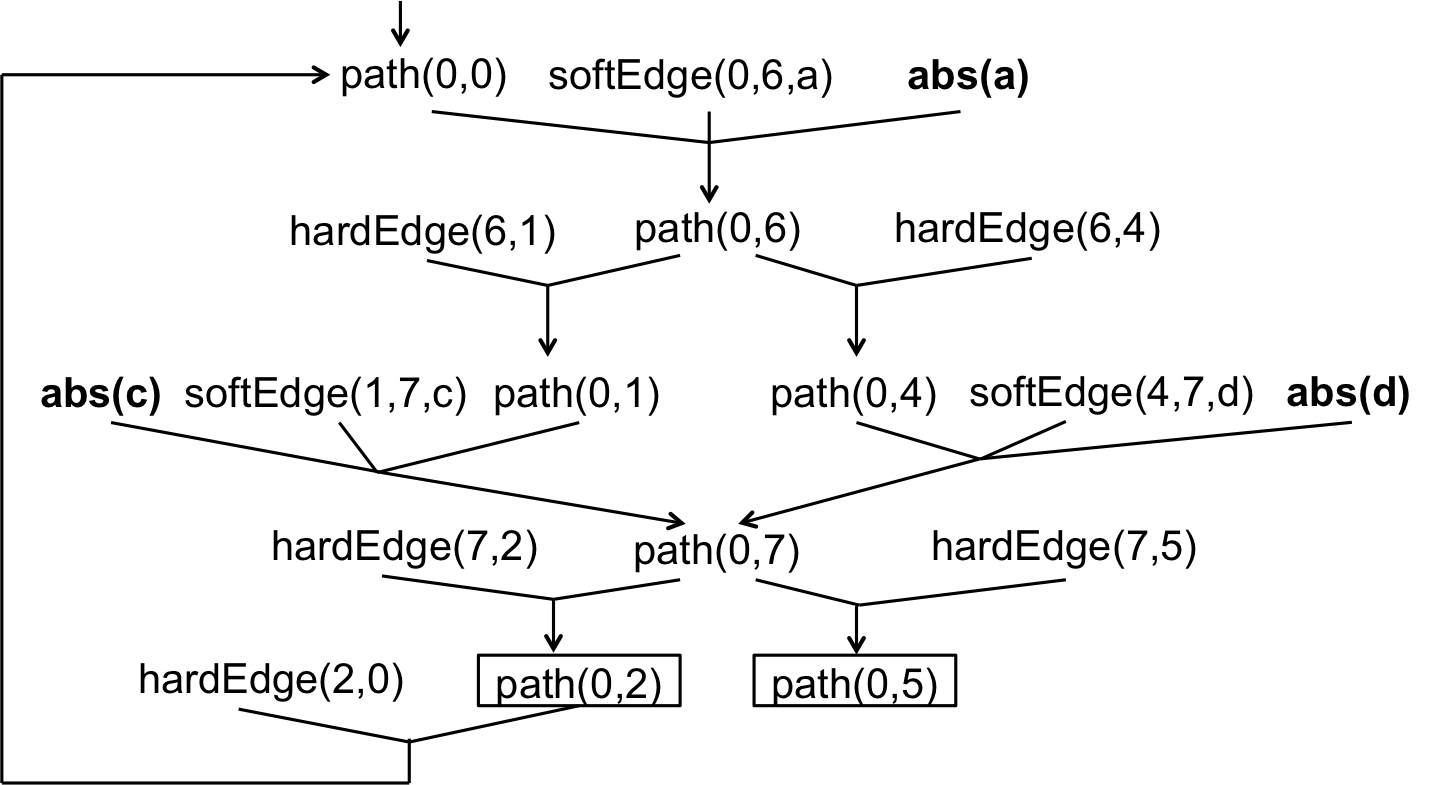 path(0,0) softEdge(0,6,a) abs(a)
hardEdge(6,1) path(0,6) hardEdge(6,4)
abs(c) softEdge(1,7,c) path(0,1) path(0,4) softEdge(4,7,d) abs(d)
hardEdge(7,2) path(0,7) hardEdge(7,5)
hardEdge(2,0) path(0,2) path(0,5)